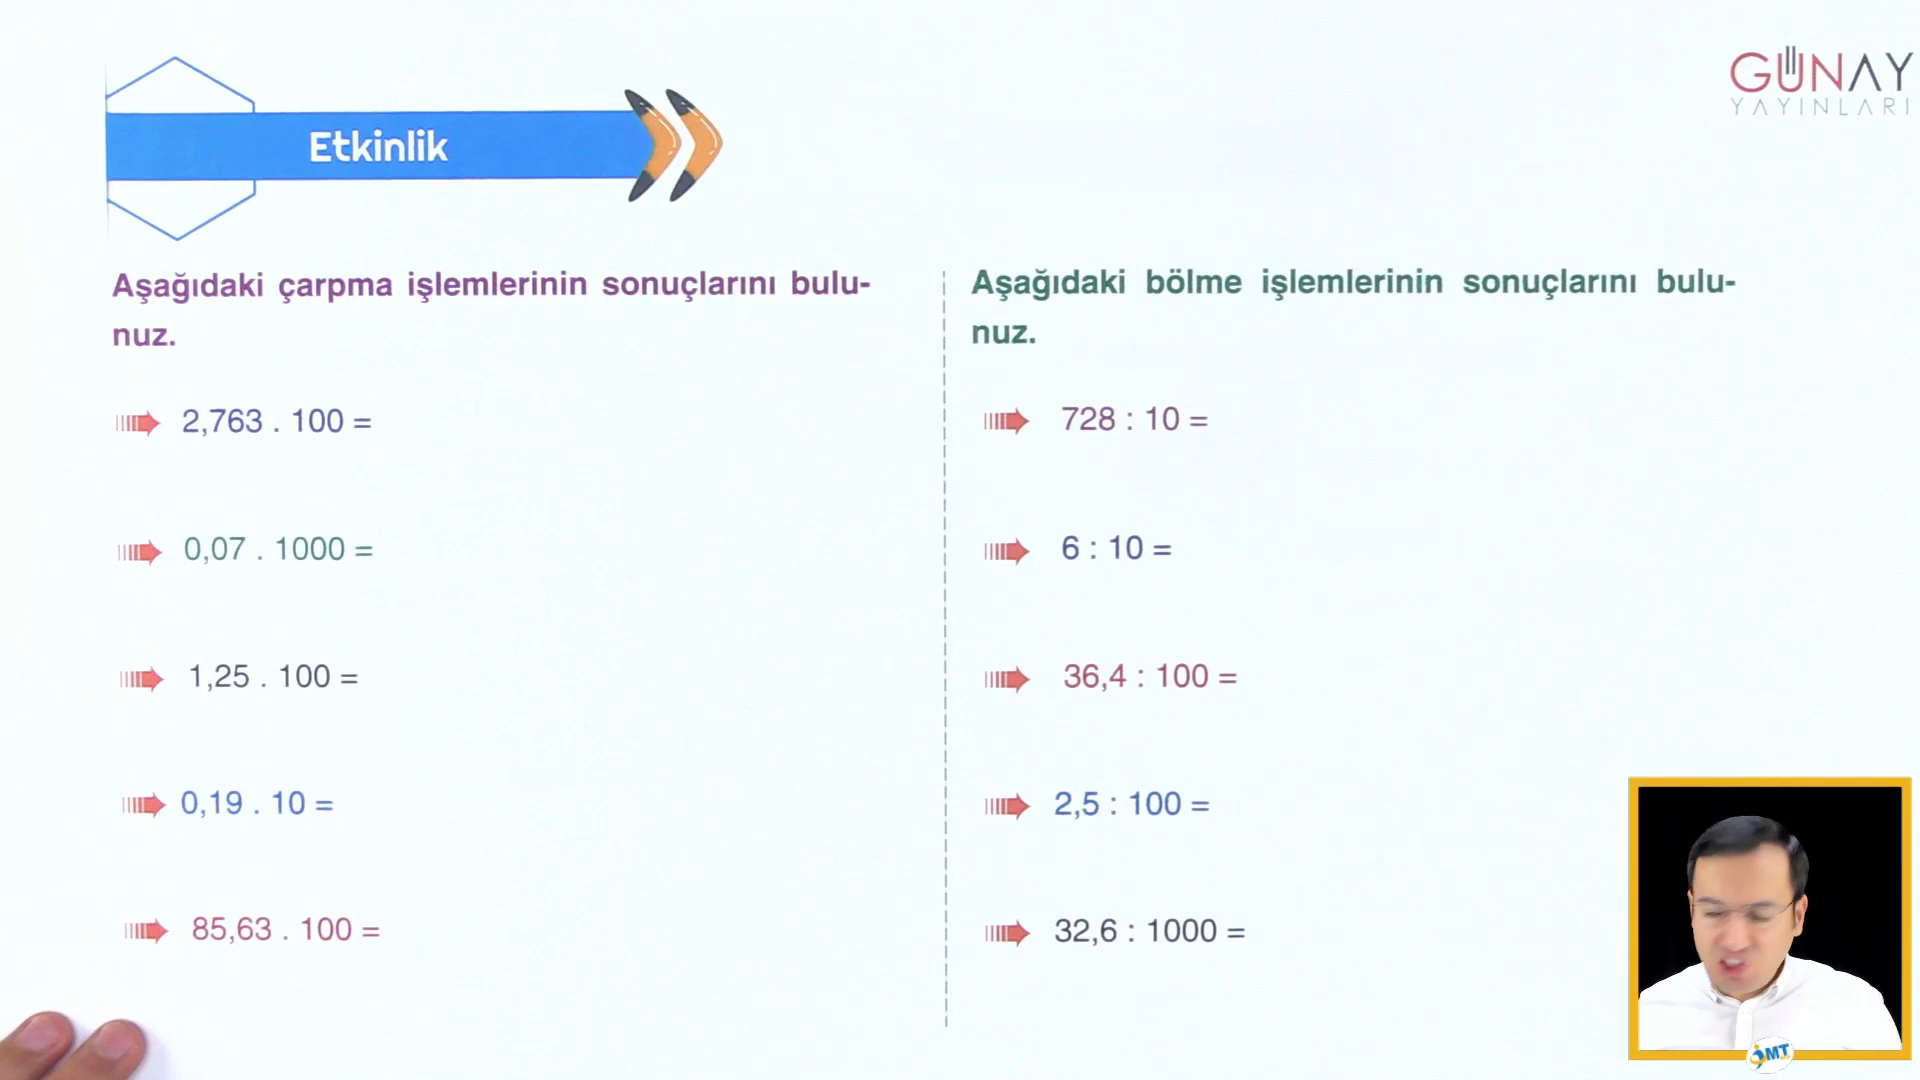 GÜNAY
YAYINLARI
Etkinlik
Aşağıdaki çarpma işlemlerinin sonuçlarını bulu-
nuz.
2,763 . 100 =
0,07 . 1000 =
1,25 . 100 =
0,19 . 10 =
85,63 . 100 =
Aşağıdaki bölme işlemlerinin sonuçlarını bulu-
nuz.
728 : 10 =
6 : 10 =
36,4 : 100 =
2,5 : 100 =
32,6 : 1000 =
MT